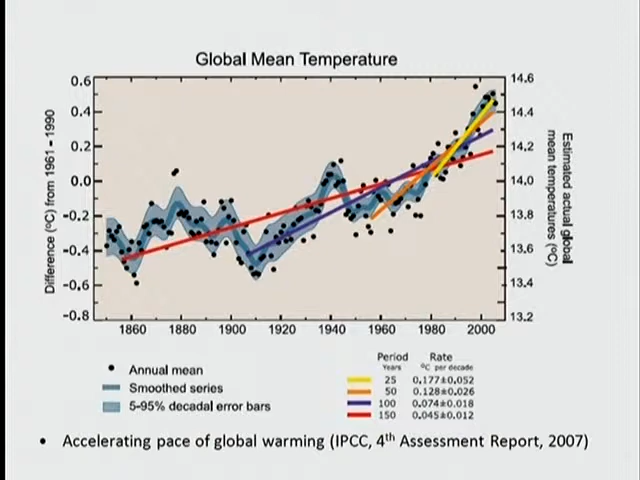 Global Mean Temperature
Difference (°C) from 1961 – 1990
0.6
0.4
0.2
0.0
-0.2
-0.4
-0.6
-0.8
14.6
14.4
14.2
14.0
13.8
13.6
13.4
13.2
Estimated actual global
mean temperatures (°C)
1860 1880 1900 1920 1940 1960 1980 2000
Annual mean
Smoothed series
5-95% decadal error bars
Period Rate
Years °C per decade
25 0.177±0.052
50 0.128±0.026
100 0.074±0.018
150 0.045±0.012
• Accelerating pace of global warming (IPCC, 4th Assessment Report, 2007)